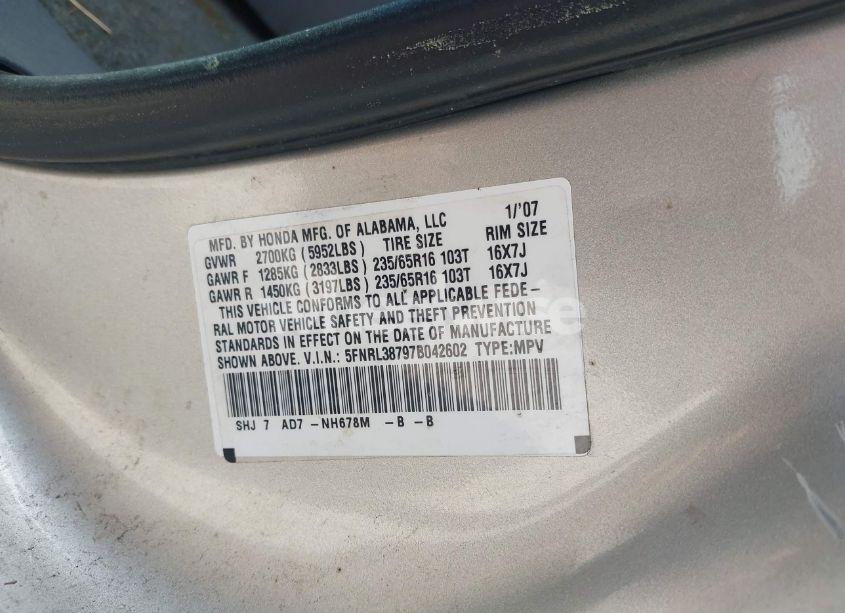 MFD. BY HONDA MFG. OF ALABAMA, LLC 1/'07
GVWR 2700KG (5952LBS) TIRE SIZE RIM SIZE
GAWR F 1285KG (2833LBS) 235/65R16 103T 16X7J
GAWR R 1450KG (3197LBS) 235/65R16 103T 16X7J
THIS VEHICLE CONFORMS TO ALL APPLICABLE FEDE-
RAL MOTOR VEHICLE SAFETY AND THEFT PREVENTION
STANDARDS IN EFFECT ON THE DATE OF MANUFACTURE
SHOWN ABOVE. V.I.N.: 5FNRL38797B042602 TYPE:MPV
SHJ 7 AD7 -NH678M -B -B